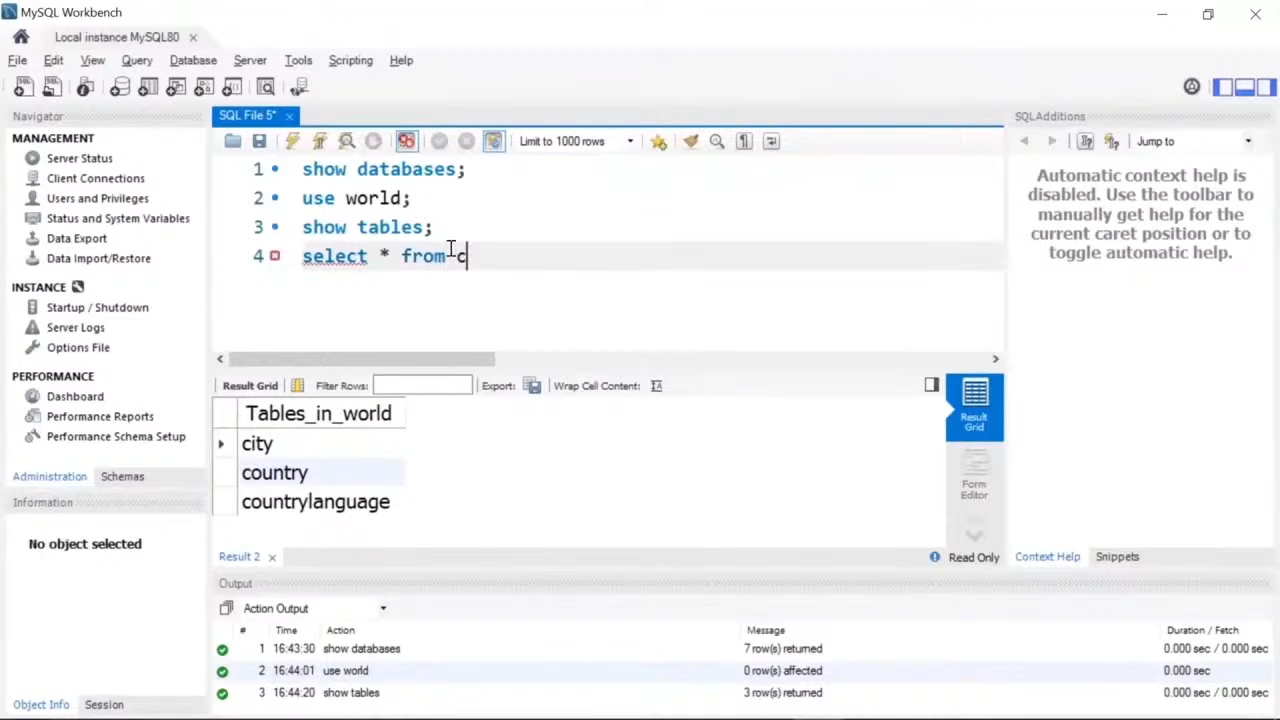 MySQL Workbench
Local instance MySQL80
File Edit View Query Database Server Tools Scripting Help
Navigator
MANAGEMENT
Server Status
Client Connections
Users and Privileges
Status and System Variables
Data Export
Data Import/Restore
INSTANCE
Startup / Shutdown
Server Logs
Options File
PERFORMANCE
Dashboard
Performance Reports
Performance Schema Setup
Administration Schemas
Information
No object selected
Object Info Session
SQL File 5*
Limit to 1000 rows
1 show databases;
2 use world;
3 show tables;
4 select * from c
Result Grid Filter Rows: Export: Wrap Cell Content:
Tables_in_world
city
country
countrylanguage
Result Grid
Form Editor
Result 2
Read Only
Output
Action Output
# Time Action Message Duration / Fetch
1 16:43:30 show databases 7 row(s) returned 0.000 sec / 0.000 sec
2 16:44:01 use world 0 row(s) affected 0.000 sec
3 16:44:20 show tables 3 row(s) returned 0.000 sec / 0.000 sec
SQLAdditions
Jump to
Automatic context help is
disabled. Use the toolbar to
manually get help for the
current caret position or to
toggle automatic help.
Context Help Snippets